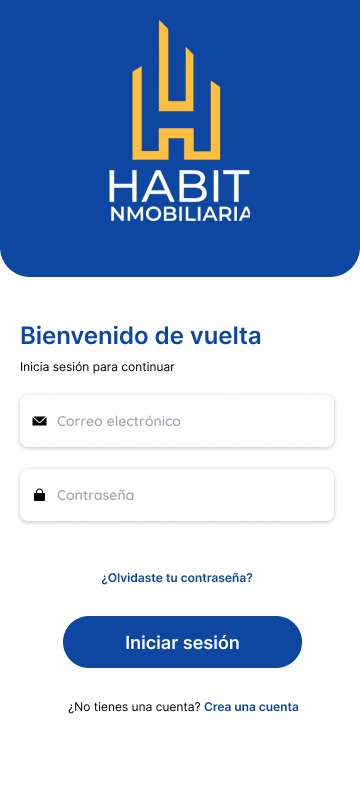 HABIT
NMOBILIARIA
Bienvenido de vuelta
Inicia sesión para continuar
Correo electrónico
Contraseña
¿Olvidaste tu contraseña?
Iniciar sesión
¿No tienes una cuenta? Crea una cuenta